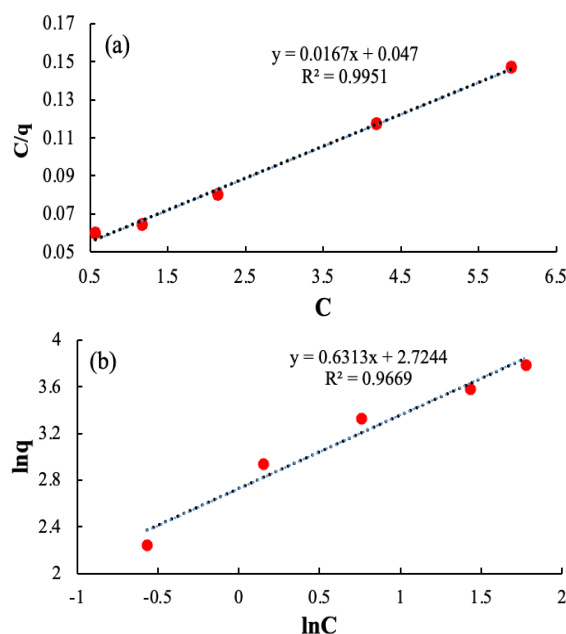 0.17
(a)
y = 0.0167x + 0.047
R² = 0.9951
0.15
0.13
C/q
0.11
0.09
0.07
0.05
0.5 1.5 2.5 3.5 4.5 5.5 6.5
C
4
(b)
y = 0.6313x + 2.7244
R² = 0.9669
3.6
3.2
lnq
2.8
2.4
2
-1 -0.5 0 0.5 1 1.5 2
lnC